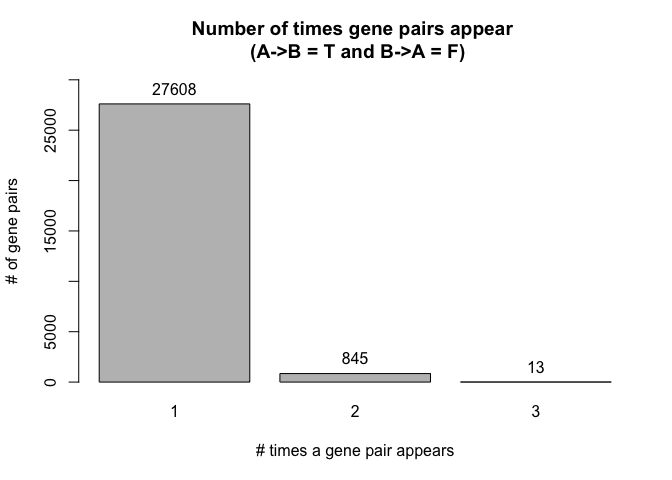 Number of times gene pairs appear
(A->B = T and B->A = F)
27608
845
13
# of gene pairs
25000
15000
5000
0
1
2
3
# times a gene pair appears